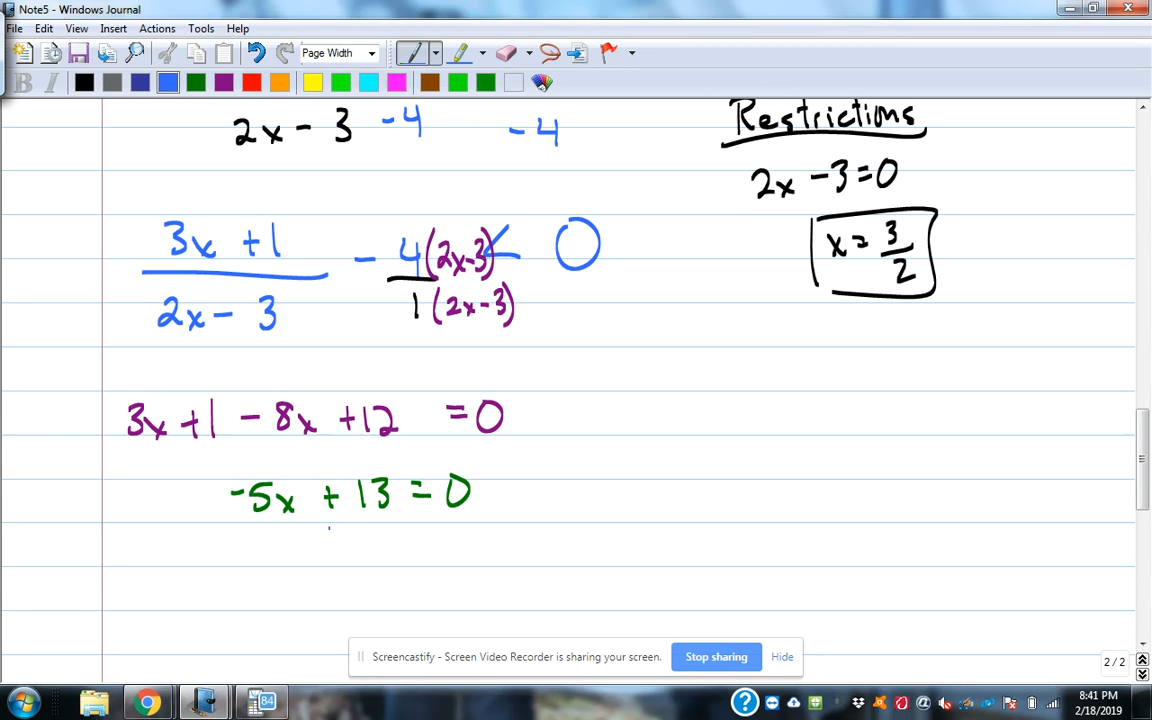 Note5 - Windows Journal
File Edit View Insert Actions Tools Help
Page Width
B I
2x - 3 -4 -4
Restrictions
2x - 3 = 0
x = 3/2
3x + 1 - 4(2x-3) < 0
2x - 3 1(2x-3)
3x + 1 - 8x + 12 = 0
-5x + 13 = 0
Screencastify - Screen Video Recorder is sharing your screen. Stop sharing Hide
2 / 2
84
8:41 PM
2/18/2019